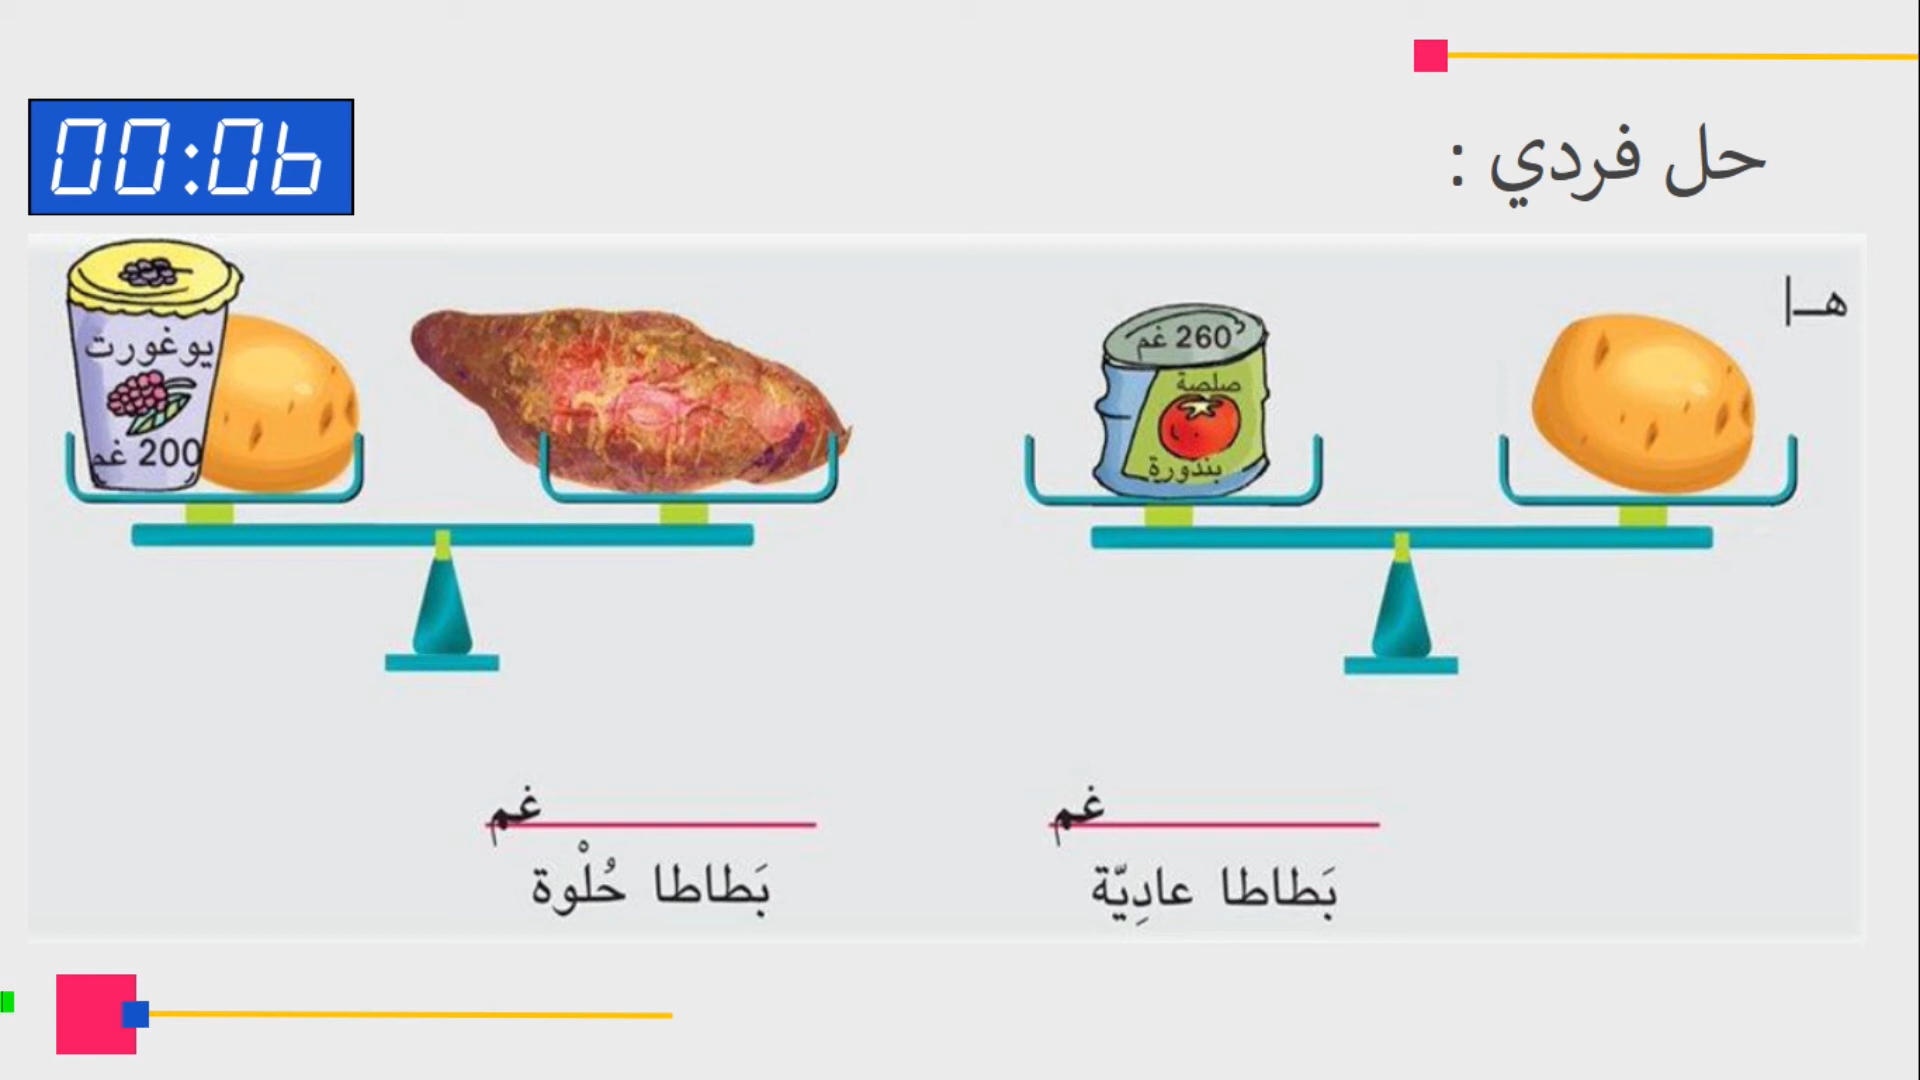 00:06
حل فردي :
هـ|
260 غم
صلصة
بندورة
يوغورت
200 غم
غم
بَطاطا عادِيّة
غم
بَطاطا حُلْوة